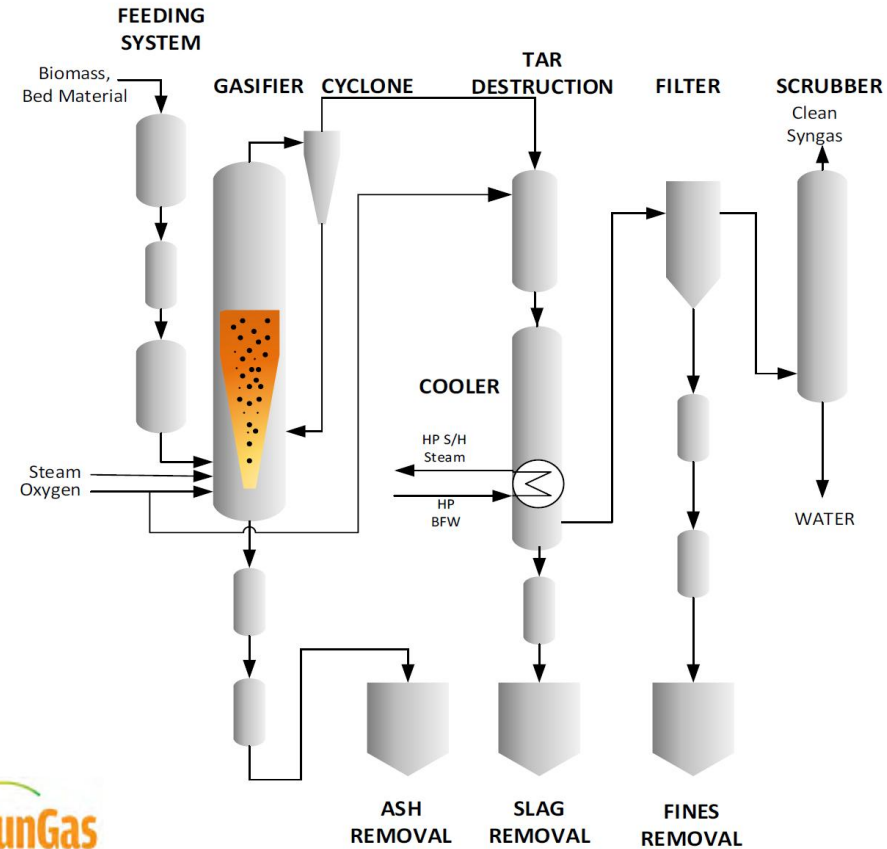 FEEDING
SYSTEM
Biomass,
Bed Material
GASIFIER
CYCLONE
TAR
DESTRUCTION
FILTER
SCRUBBER
Clean
Syngas
COOLER
HP S/H
Steam
HP
BFW
Steam
Oxygen
WATER
ASH
REMOVAL
SLAG
REMOVAL
FINES
REMOVAL
unGas